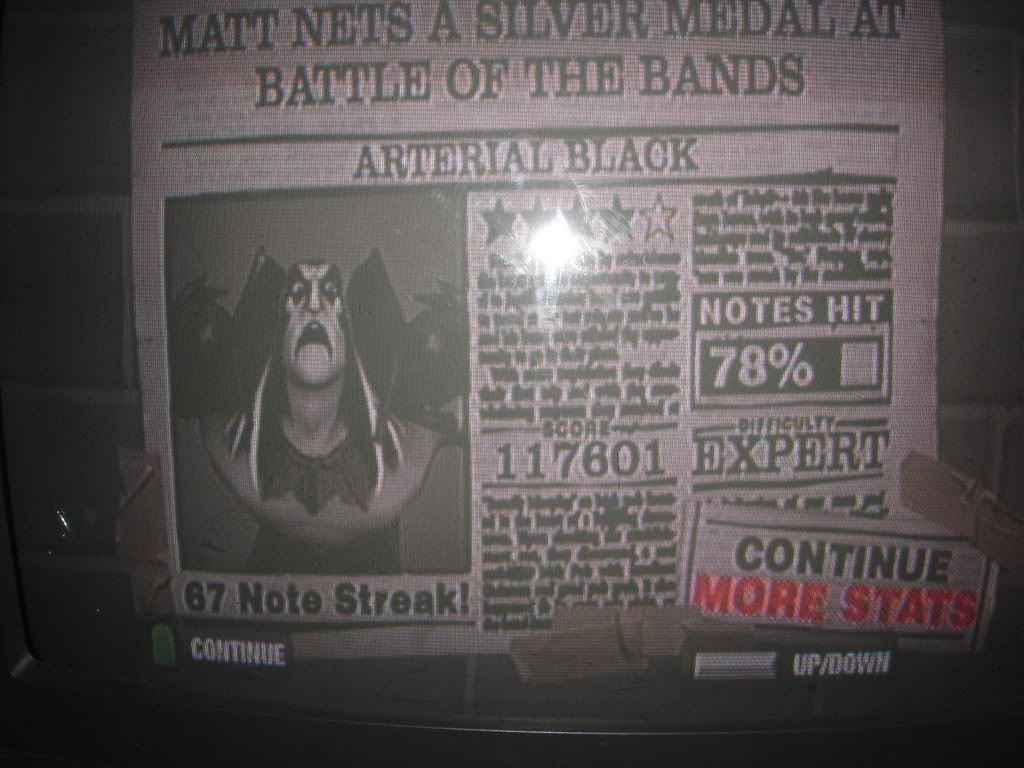 MATT NETS A SILVER MEDAL AT
BATTLE OF THE BANDS
ARTERIAL BLACK
NOTES HIT
78%
SCORE
117601
DIFFICULTY
EXPERT
67 Note Streak!
CONTINUE
MORE STATS
CONTINUE
UP/DOWN